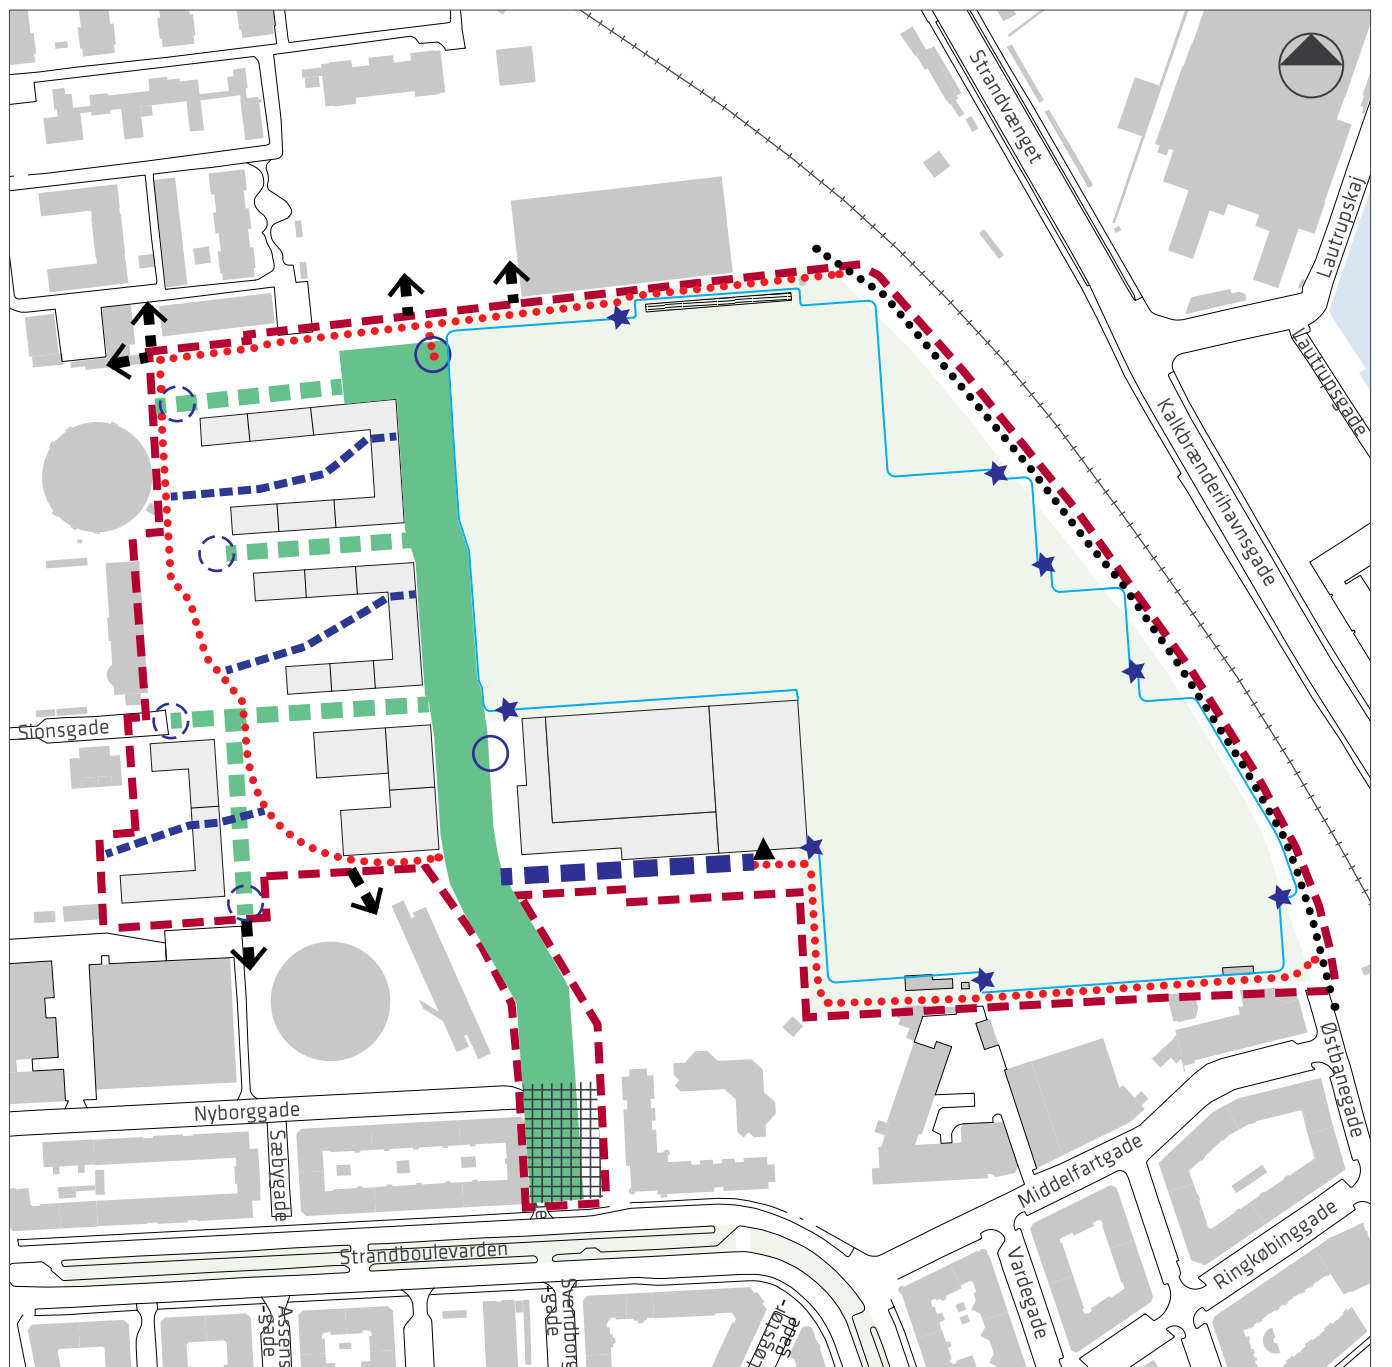 Strandvænget
Lautrupskaj
Lautrupsgade
Kalkbrænderihavnsgade
Sionsgade
Østbanegade
Nyborggade
Sæbygade
Middelfartgade
e
Strandboulevarden
Ringkøbinggade
Vardegade
Assens
-gade
Svendborg
-gade
Løgstør-
gade